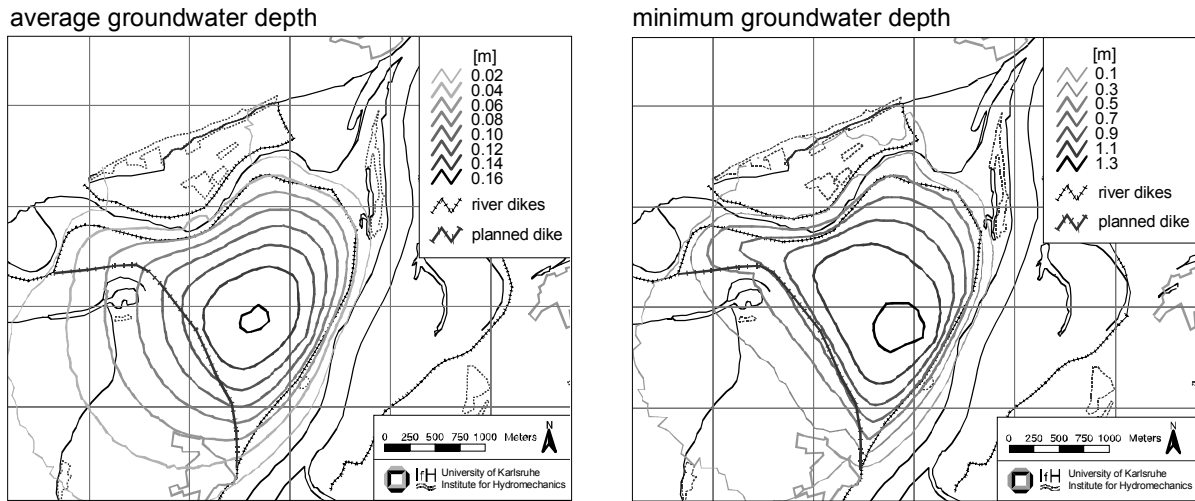 average groundwater depth
[m]
0.02
0.04
0.06
0.08
0.10
0.12
0.14
0.16
river dikes
planned dike
N
0 250 500 750 1000 Meters
IfH University of Karlsruhe
Institute for Hydromechanics
minimum groundwater depth
[m]
0.1
0.3
0.5
0.7
0.9
1.1
1.3
river dikes
planned dike
N
0 250 500 750 1000 Meters
IfH University of Karlsruhe
Institute for Hydromechanics